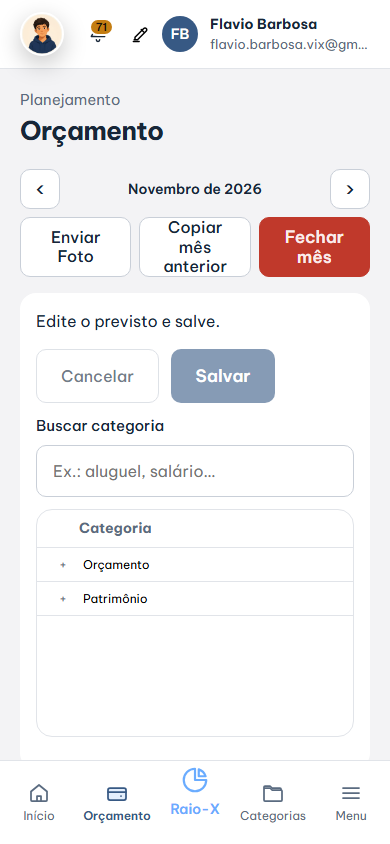 71
FB
Flavio Barbosa
flavio.barbosa.vix@gm...
Planejamento
Orçamento
Novembro de 2026
Enviar
Foto
Copiar
mês
anterior
Fechar
mês
Edite o previsto e salve.
Cancelar
Salvar
Buscar categoria
Ex.: aluguel, salário...
Categoria
+ Orçamento
+ Patrimônio
Início
Orçamento
Raio-X
Categorias
Menu